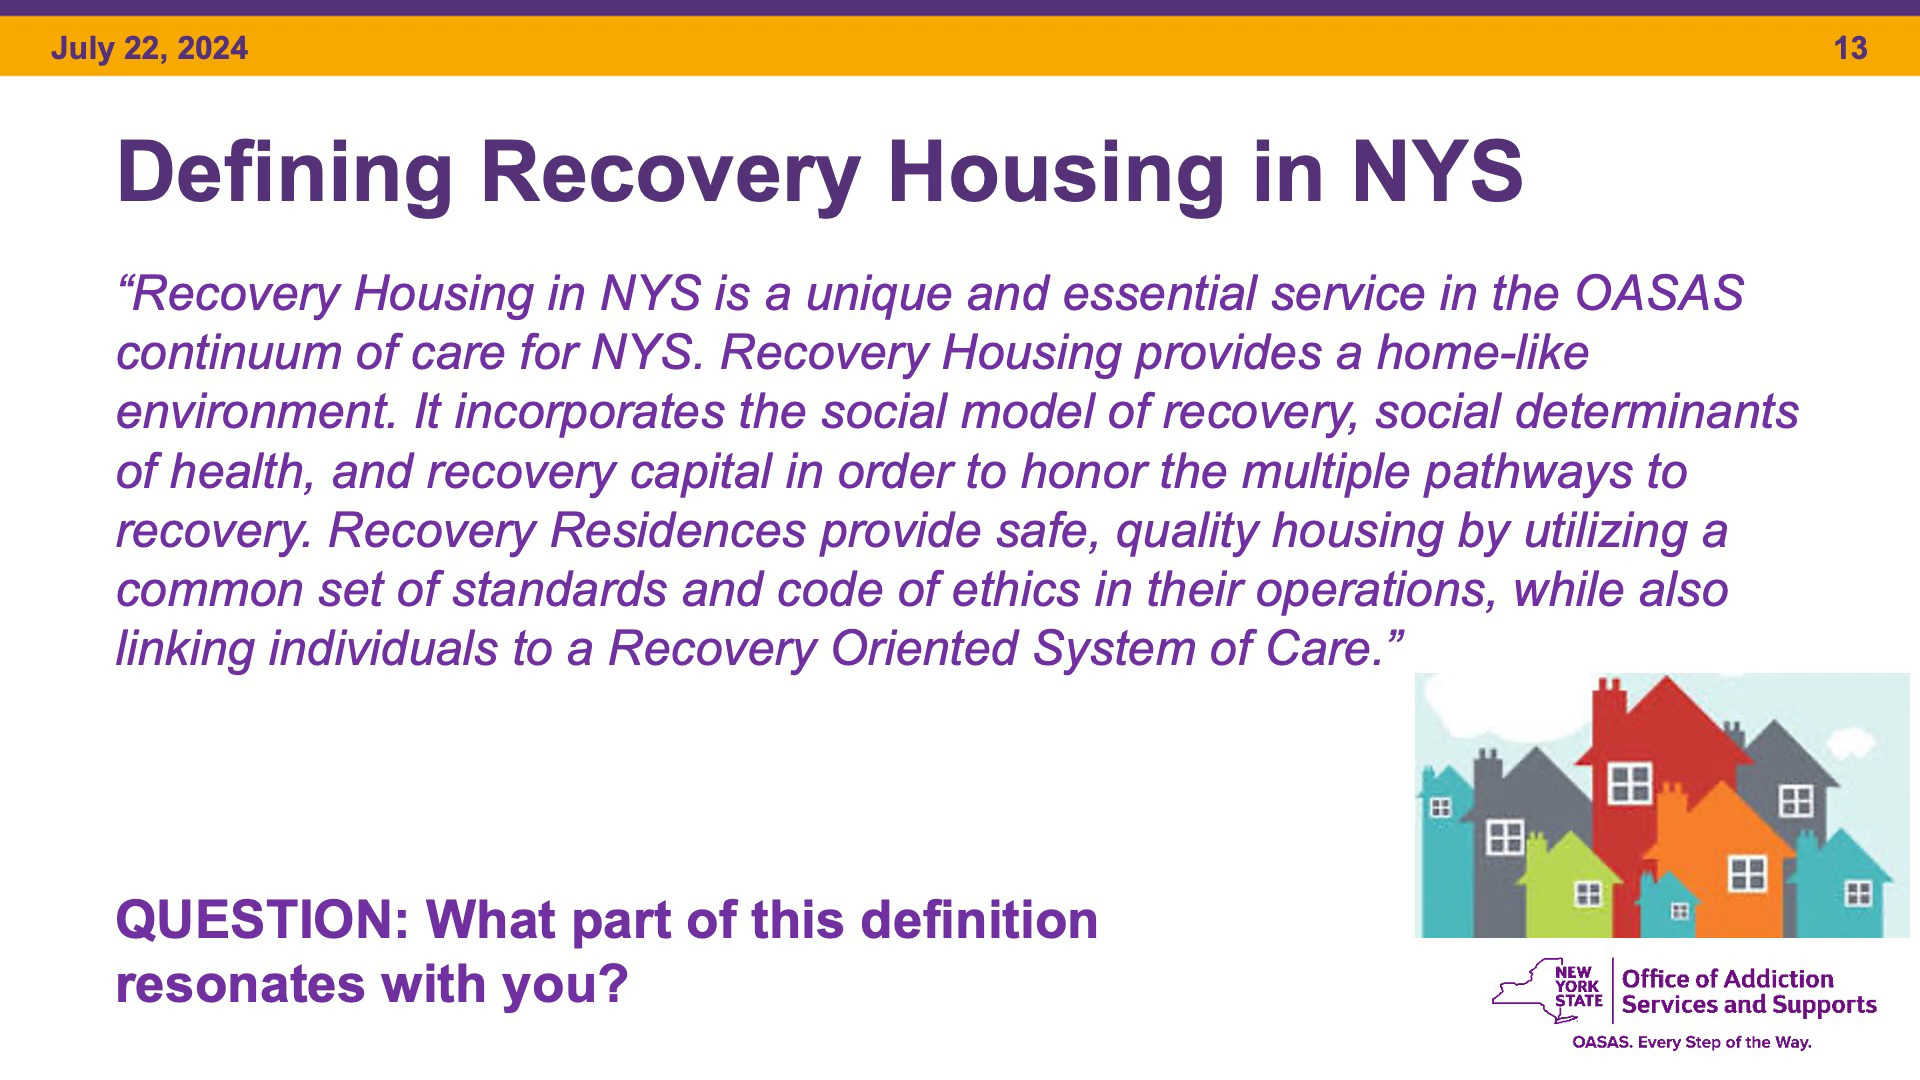 July 22, 2024
13
Defining Recovery Housing in NYS
“Recovery Housing in NYS is a unique and essential service in the OASAS
continuum of care for NYS. Recovery Housing provides a home-like
environment. It incorporates the social model of recovery, social determinants
of health, and recovery capital in order to honor the multiple pathways to
recovery. Recovery Residences provide safe, quality housing by utilizing a
common set of standards and code of ethics in their operations, while also
linking individuals to a Recovery Oriented System of Care.”
QUESTION: What part of this definition
resonates with you?
NEW
YORK
STATE
Office of Addiction
Services and Supports
OASAS. Every Step of the Way.